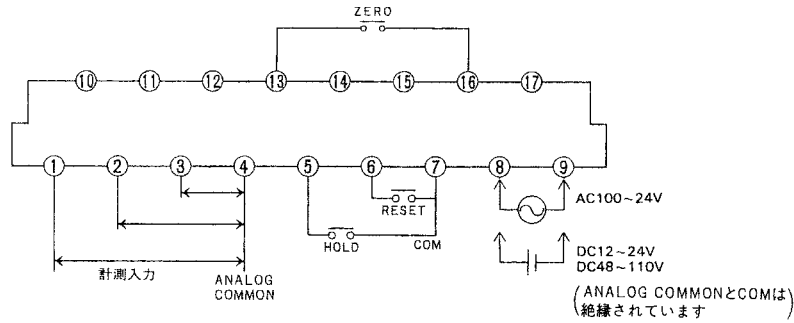 ZERO
⑩ ⑪ ⑫ ⑬ ⑭ ⑮ ⑯ ⑰
① ② ③ ④ ⑤ ⑥ ⑦ ⑧ ⑨
RESET
HOLD
COM
計測入力
ANALOG
COMMON
AC100~24V
DC12~24V
DC48~110V
(ANALOG COMMONとCOMは
絶縁されています)